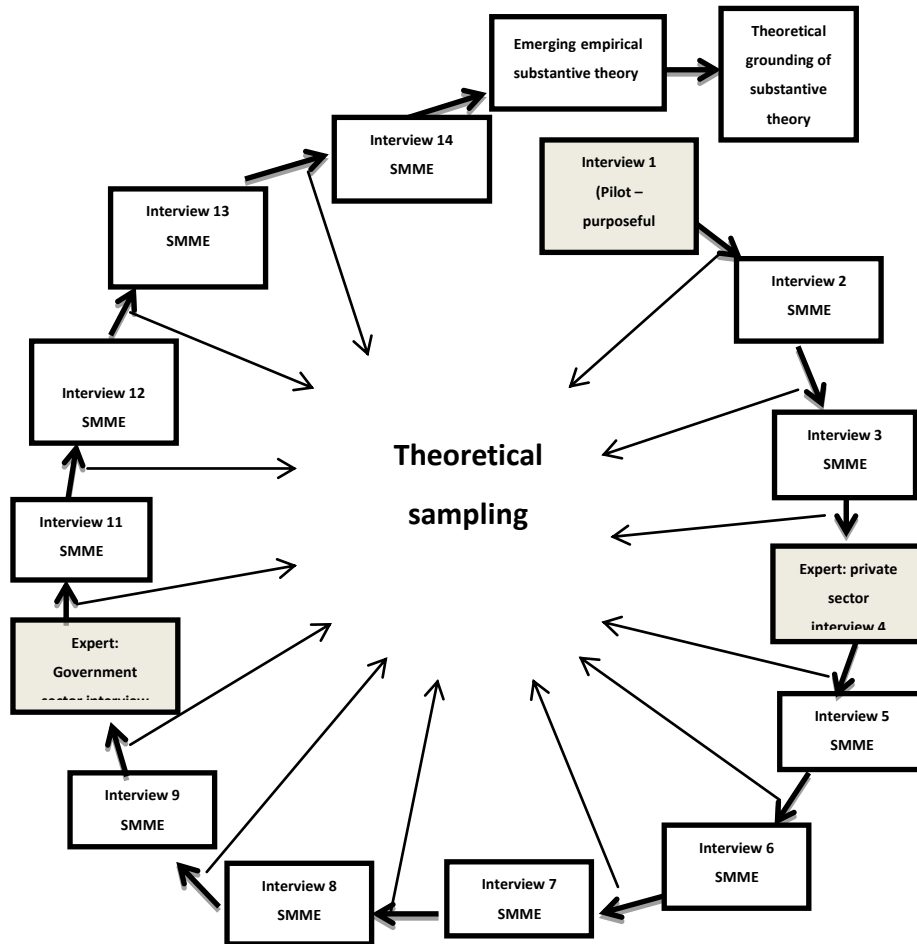 Emerging empirical
substantive theory
Theoretical
grounding of
substantive
theory
Interview 1
(Pilot –
purposeful
Interview 2
SMME
Interview 3
SMME
Expert: private
sector
interview 4
Interview 5
SMME
Interview 6
SMME
Interview 7
SMME
Interview 8
SMME
Interview 9
SMME
Expert:
Government
sector interview
Interview 11
SMME
Interview 12
SMME
Interview 13
SMME
Interview 14
SMME
Theoretical
sampling